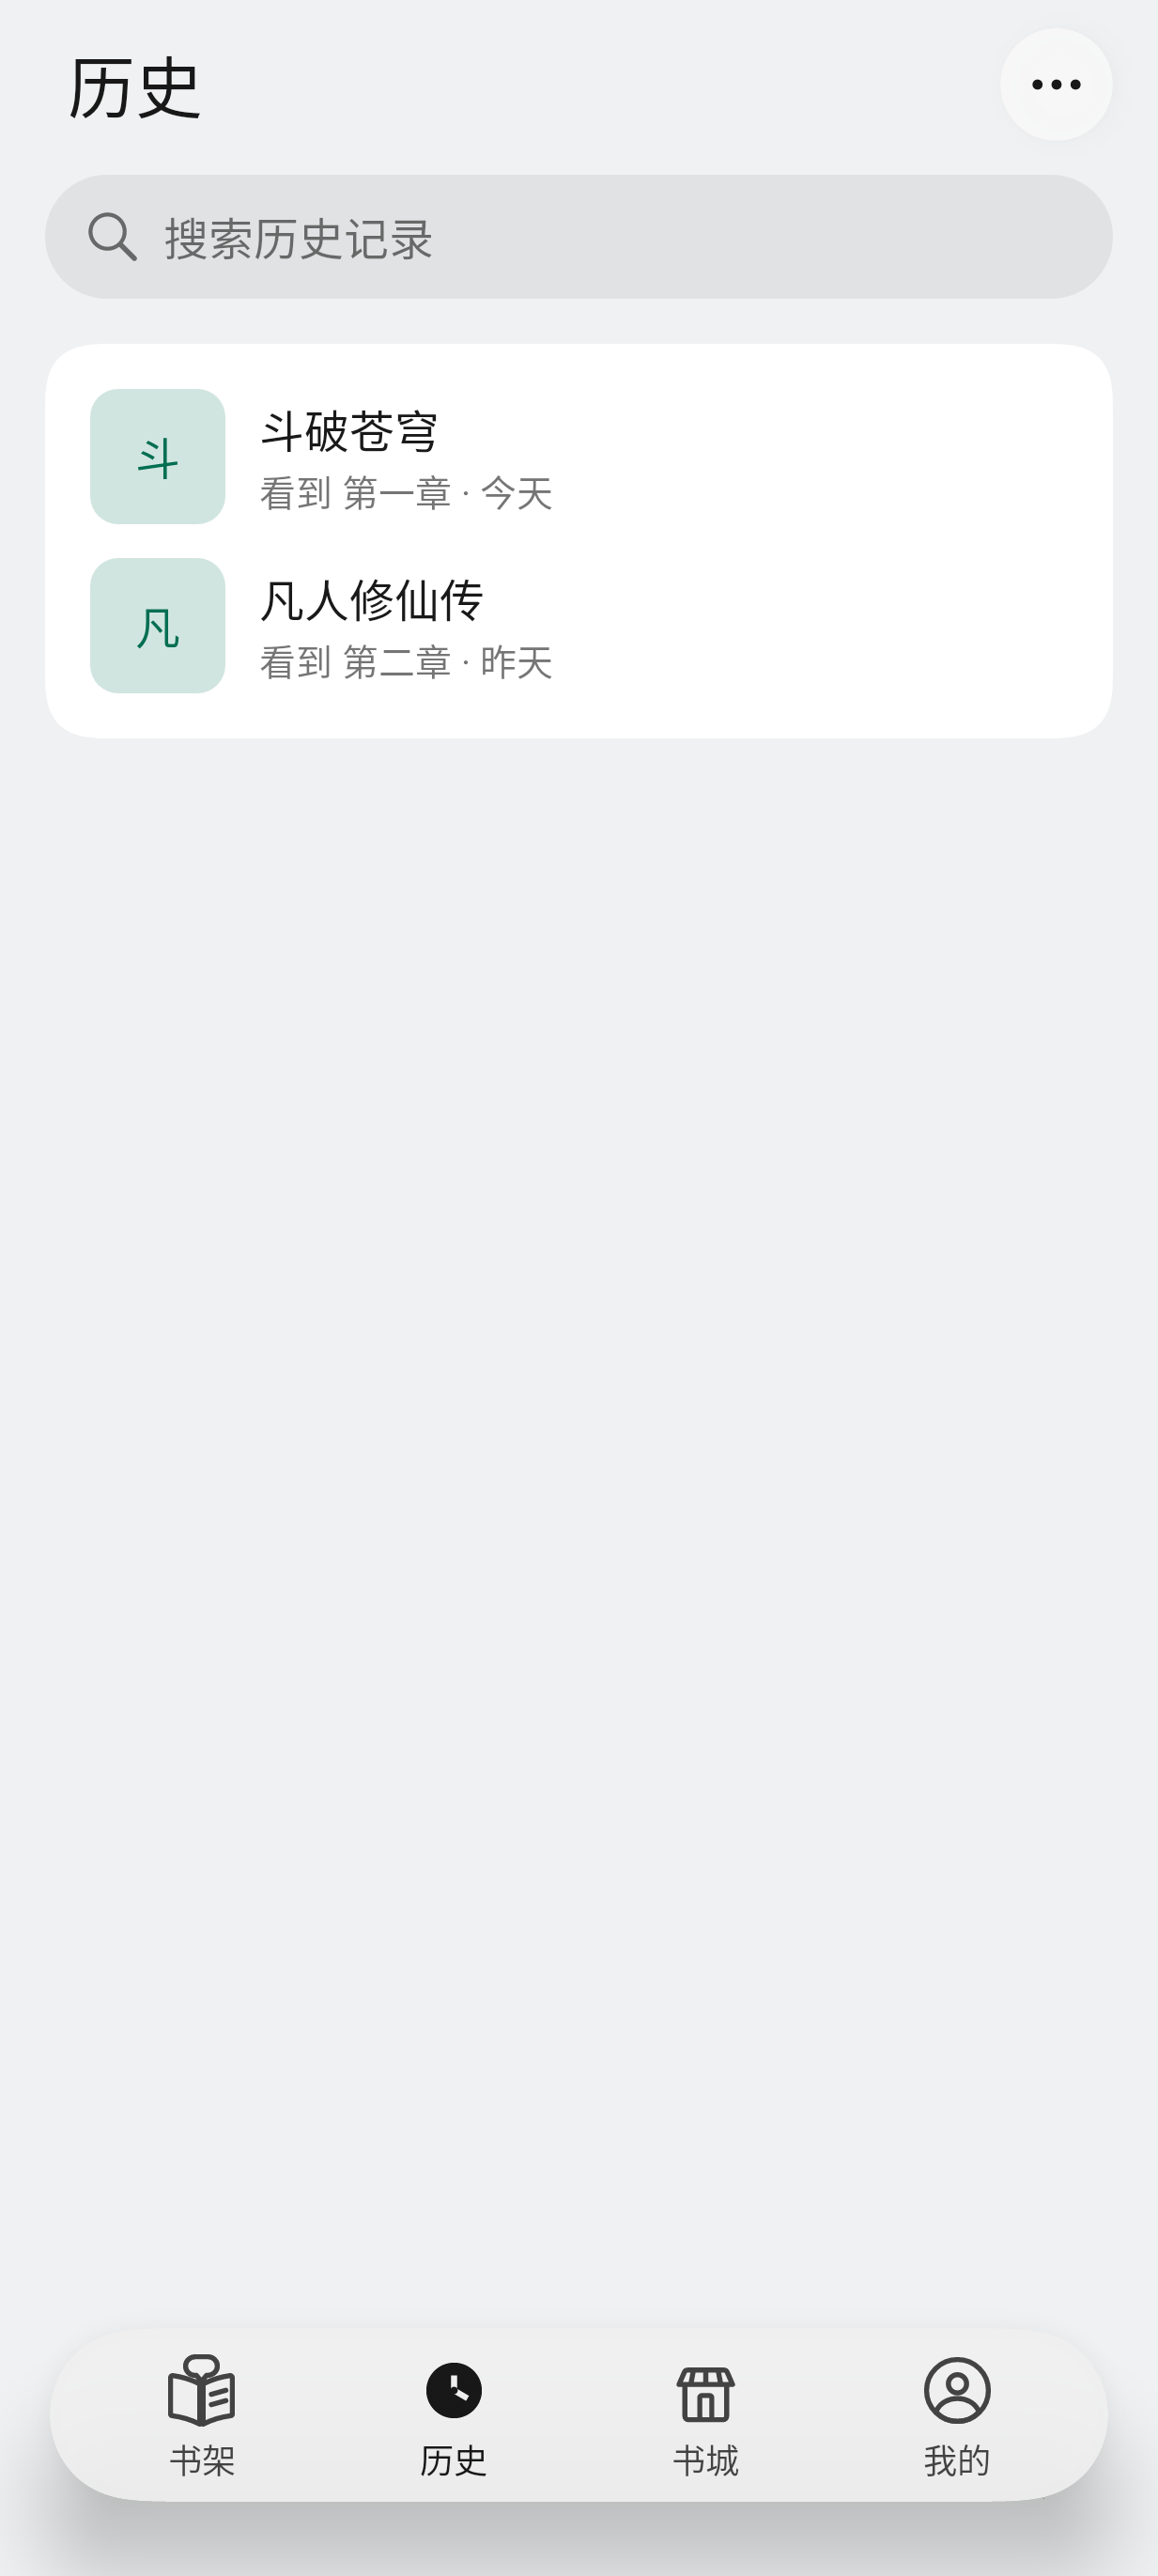 历史
搜索历史记录
斗
斗破苍穹
看到 第一章 · 今天
凡
凡人修仙传
看到 第二章 · 昨天
书架
历史
书城
我的